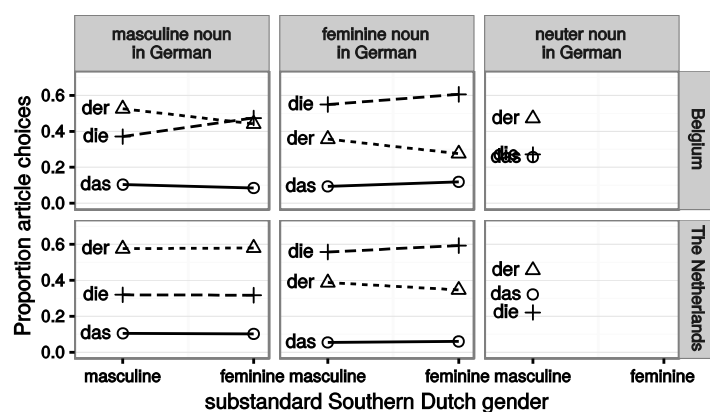 masculine noun
in German
feminine noun
in German
neuter noun
in German
Proportion article choices
0.6
0.4
0.2
0.0
der
die
das
die
der
das
der
die
das
Belgium
0.6
0.4
0.2
0.0
der
die
das
die
der
das
der
das
die
The Netherlands
masculine feminine masculine feminine masculine feminine
substandard Southern Dutch gender